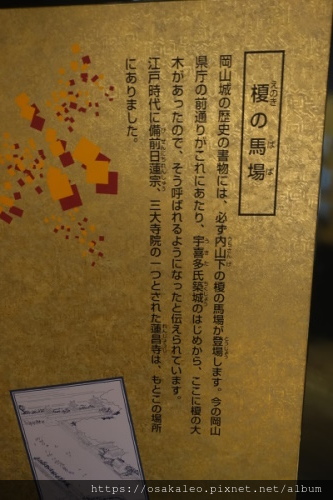 榎の馬場
岡山城の歴史の書物には、必ず内山下の榎の馬場が登場します。今の岡山
県庁の前通りがこれにあたり、宇喜多氏築城のはじめから、ここに榎の大
木があったので、そう呼ばれるようになったと伝えられています。
江戸時代に備前日蓮宗、三大寺院の一つとされた蓮昌寺は、もとこの場所
にありました。
https://osakaleo.pixnet.net/album